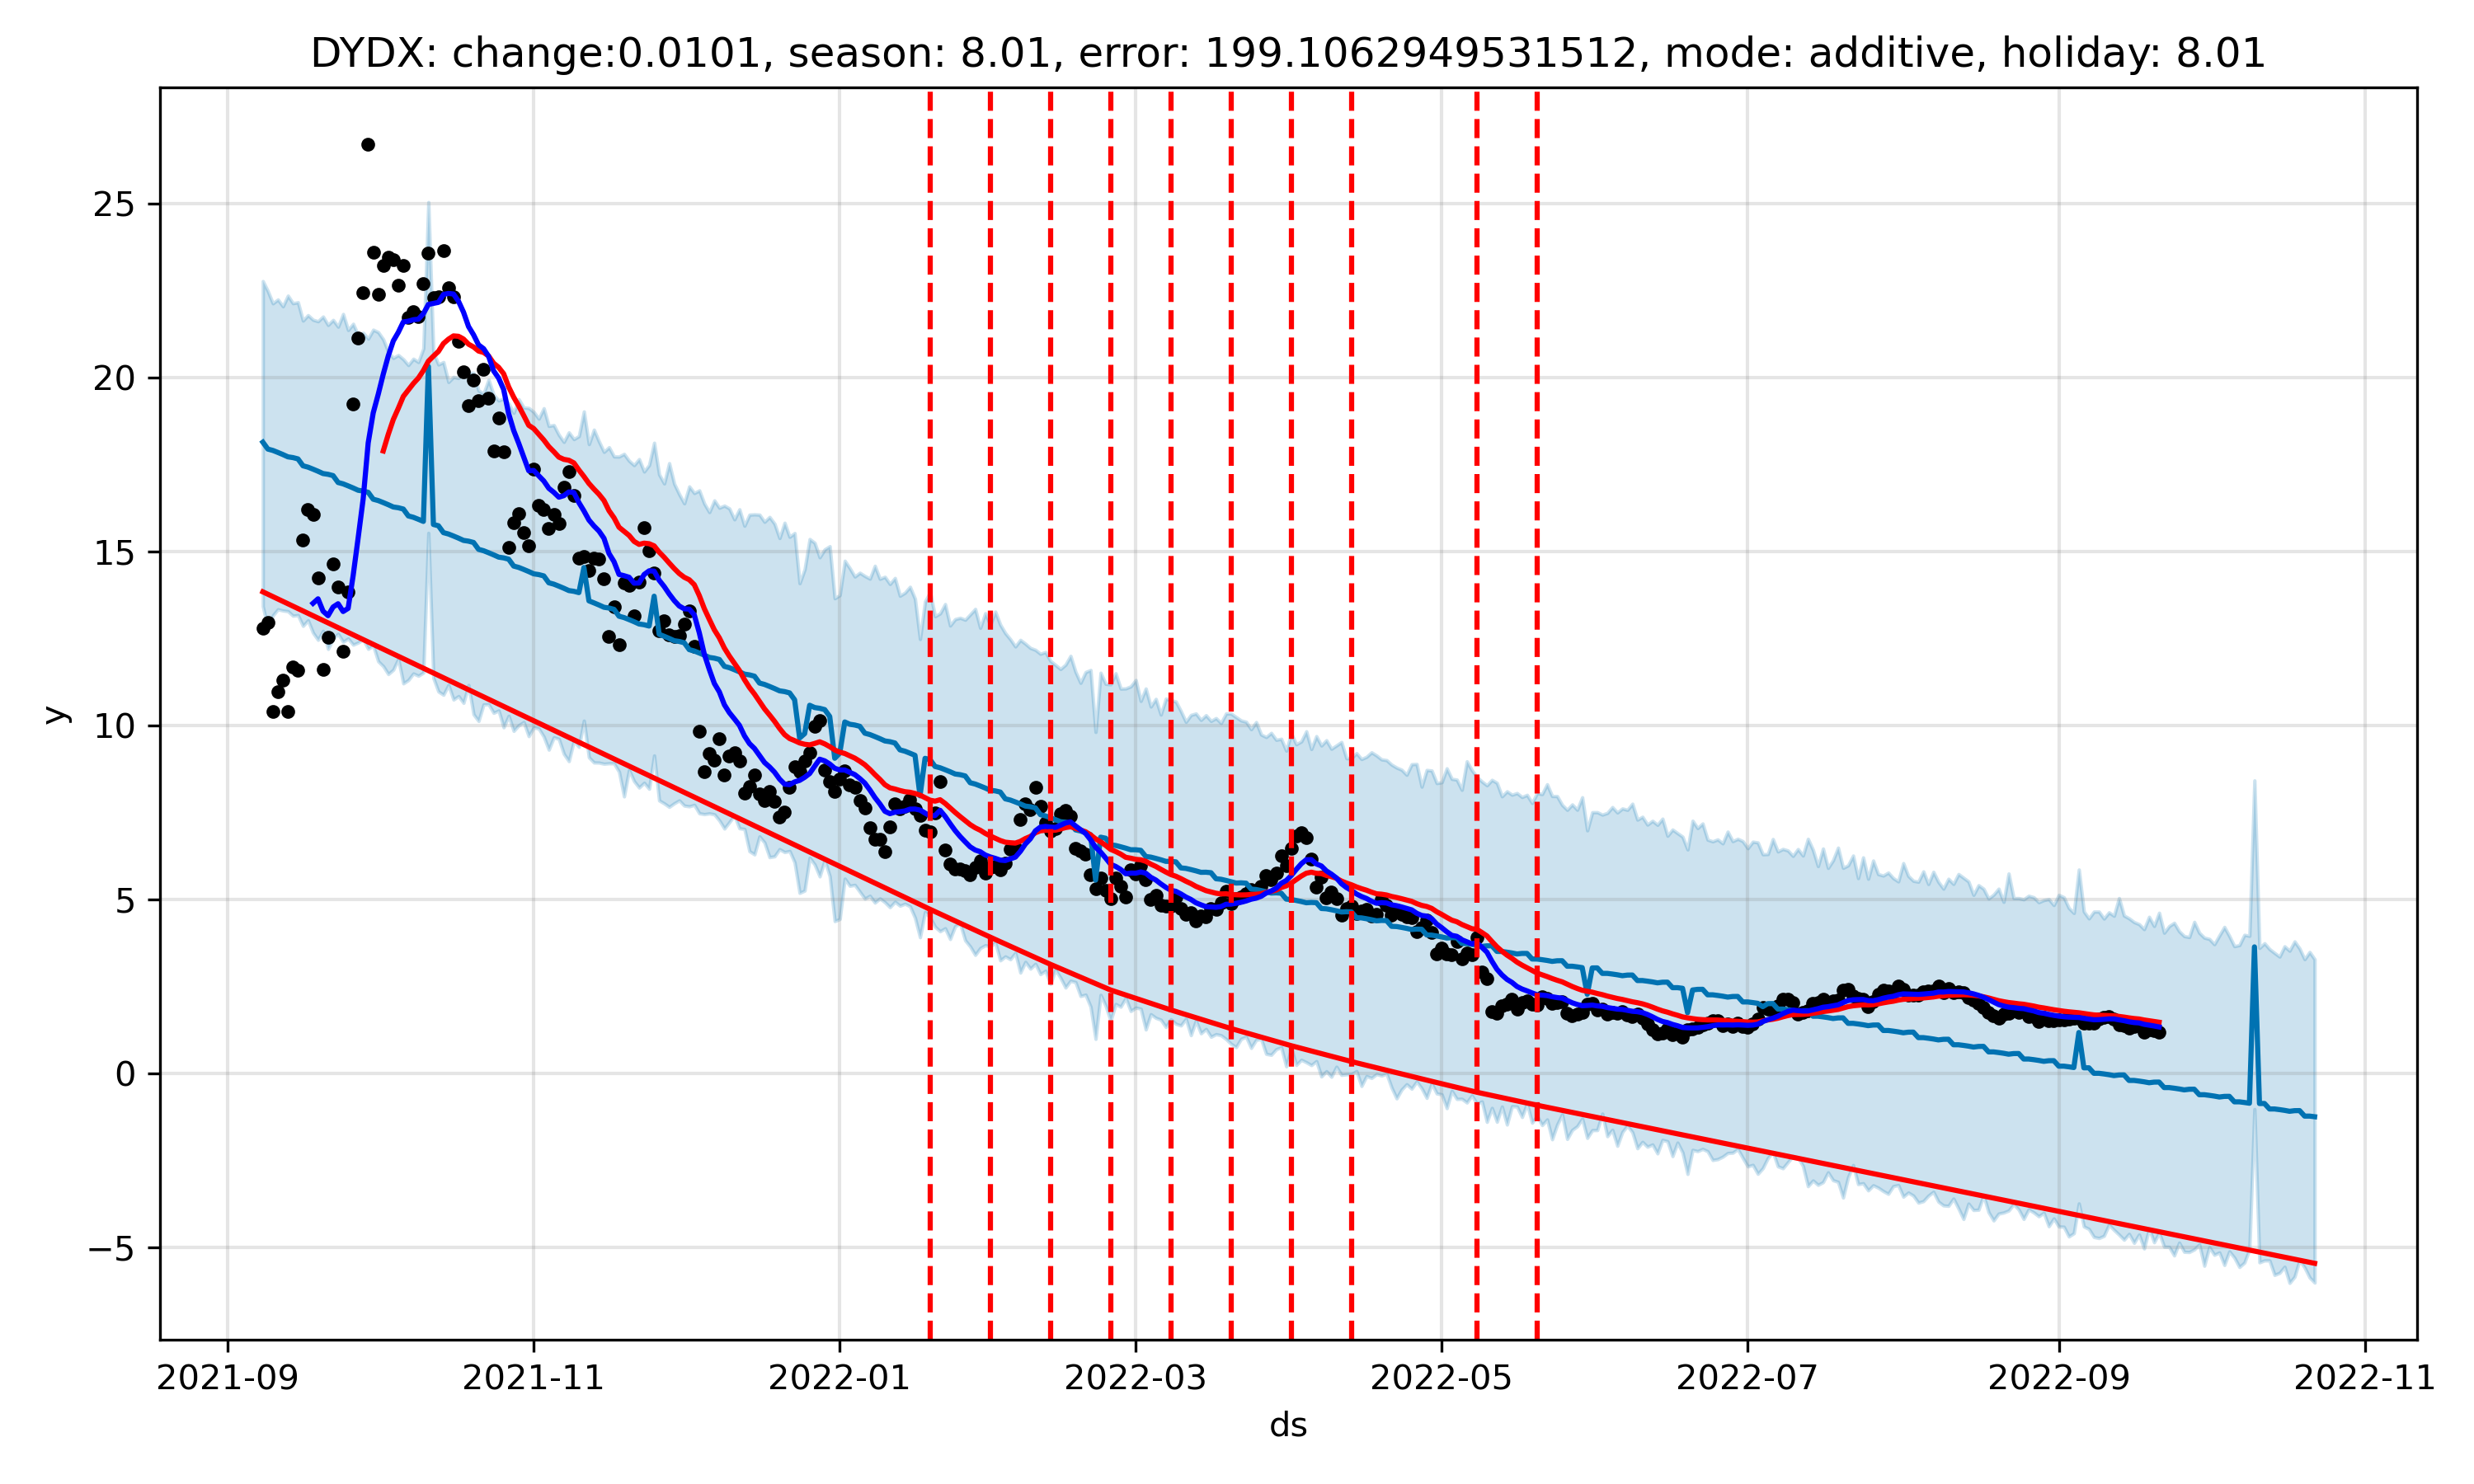 DYDX: change:0.0101, season: 8.01, error: 199.1062949531512, mode: additive, holiday: 8.01
25
20
15
10
5
0
−5
y
2021-09 2021-11 2022-01 2022-03 2022-05 2022-07 2022-09 2022-11
ds